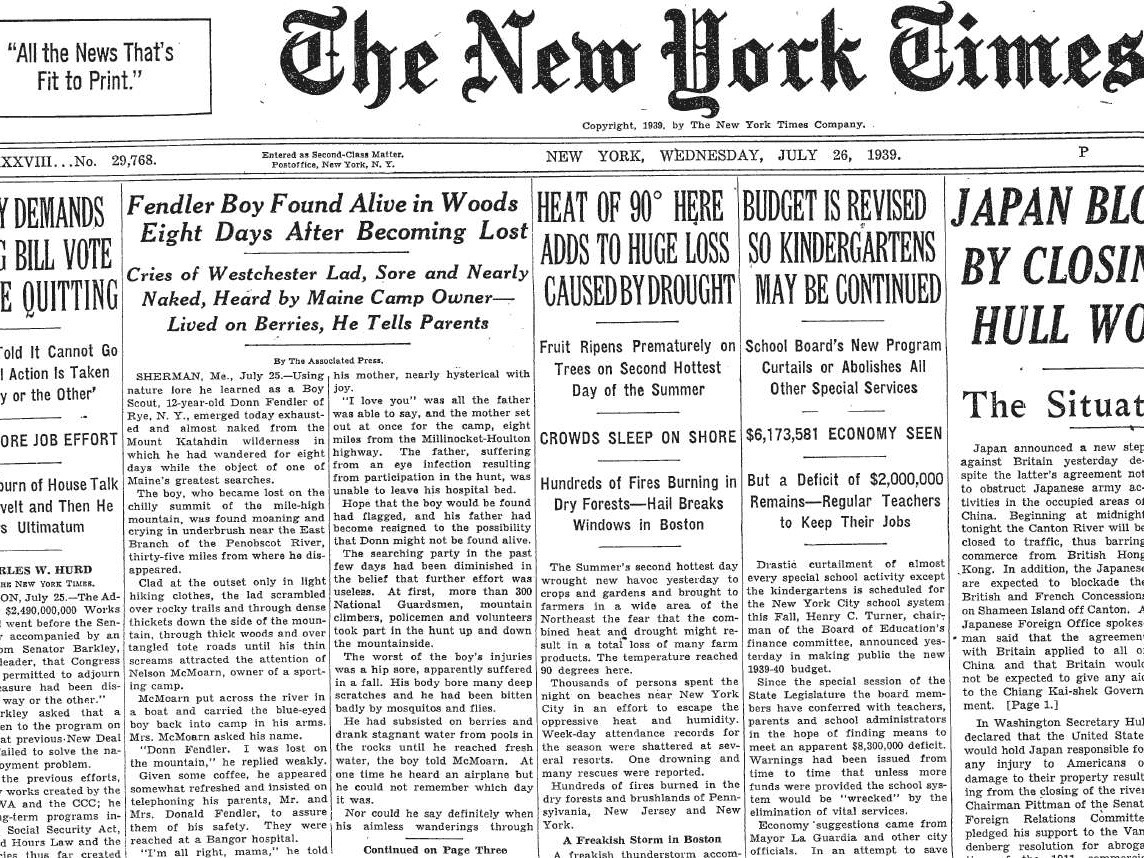 "All the News That's
Fit to Print."
The New York Times
Copyright, 1939, by The New York Times Company.
XXVIII...No. 29,768.
Entered as Second-Class Matter,
Postoffice, New York, N. Y.
NEW YORK, WEDNESDAY, JULY 26, 1939.
P
Y DEMANDS
G BILL VOTE
E QUITTING
Told It Cannot Go
l Action Is Taken
y or the Other'
ORE JOB EFFORT
ourn of House Talk
velt and Then He
s Ultimatum
RLES W. HURD
HE NEW YORK TIMES.
ON, July 25.—The Ad-
$2,490,000,000 Works
l went before the Sen-
r accompanied by an
om Senator Barkley,
leader, that Congress
permitted to adjourn
easure had been dis-
way or the other."
rkley asked that a
en to the program on
at previous New Deal
failed to solve the na-
oyment problem.
the previous efforts,
works created by the
WA and the CCC; he
ng-term programs in-
Social Security Act,
d Hours Law and the
cies thus far created
Fendler Boy Found Alive in Woods
Eight Days After Becoming Lost
Cries of Westchester Lad, Sore and Nearly
Naked, Heard by Maine Camp Owner—
Lived on Berries, He Tells Parents
By The Associated Press.
SHERMAN, Me., July 25.—Using
nature lore he learned as a Boy
Scout, 12-year-old Donn Fendler of
Rye, N. Y., emerged today exhaust-
ed and almost naked from the
Mount Katahdin wilderness in
which he had wandered for eight
days while the object of one of
Maine's greatest searches.
The boy, who became lost on the
chilly summit of the mile-high
mountain, was found moaning and
crying in underbrush near the East
Branch of the Penobscot River,
thirty-five miles from where he dis-
appeared.
Clad at the outset only in light
hiking clothes, the lad scrambled
over rocky trails and through dense
thickets down the side of the moun-
tain, through thick woods and over
tangled tote roads until his thin
screams attracted the attention of
Nelson McMoarn, owner of a sport-
ing camp.
McMoarn put across the river in
a boat and carried the blue-eyed
boy back into camp in his arms.
Mrs. McMoarn asked his name.
"Donn Fendler. I was lost on
the mountain," he replied weakly.
Given some coffee, he appeared
somewhat refreshed and insisted on
telephoning his parents, Mr. and
Mrs. Donald Fendler, to assure
them of his safety. They were
reached at a Bangor hospital.
"I'm all right, mama," he told
his mother, nearly hysterical with
joy.
"I love you" was all the father
was able to say, and the mother set
out at once for the camp, eight
miles from the Millinocket-Houlton
highway. The father, suffering
from an eye infection resulting
from participation in the hunt, was
unable to leave his hospital bed.
Hope that the boy would be found
had flagged, and his father had
become resigned to the possibility
that Donn might not be found alive.
The searching party in the past
few days had been diminished in
the belief that further effort was
useless. At first, more than 300
National Guardsmen, mountain
climbers, policemen and volunteers
took part in the hunt up and down
the mountainside.
The worst of the boy's injuries
was a hip sore, apparently suffered
in a fall. His body bore many deep
scratches and he had been bitten
badly by mosquitos and flies.
He had subsisted on berries and
drank stagnant water from pools in
the rocks until he reached fresh
water, the boy told McMoarn. At
one time he heard an airplane but
he could not remember which day
it was.
Nor could he say definitely when
his aimless wanderings through
Continued on Page Three
HEAT OF 90° HERE
ADDS TO HUGE LOSS
CAUSED BY DROUGHT
Fruit Ripens Prematurely on
Trees on Second Hottest
Day of the Summer
CROWDS SLEEP ON SHORE
Hundreds of Fires Burning in
Dry Forests—Hail Breaks
Windows in Boston
The Summer's second hottest day
wrought new havoc yesterday to
crops and gardens and brought to
farmers in a wide area of the
Northeast the fear that the com-
bined heat and drought might re-
sult in a total loss of many farm
products. The temperature reached
90 degrees here.
Thousands of persons spent the
night on beaches near New York
City in an effort to escape the
oppressive heat and humidity.
Week-day attendance records for
the season were shattered at sev-
eral resorts. One drowning and
many rescues were reported.
Hundreds of fires burned in the
dry forests and brushlands of Penn-
sylvania, New Jersey and New
York.
A Freakish Storm in Boston
A freakish thunderstorm accom-
BUDGET IS REVISED
SO KINDERGARTENS
MAY BE CONTINUED
School Board's New Program
Curtails or Abolishes All
Other Special Services
$6,173,581 ECONOMY SEEN
But a Deficit of $2,000,000
Remains—Regular Teachers
to Keep Their Jobs
Drastic curtailment of almost
every special school activity except
the kindergartens is scheduled for
the New York City school system
this Fall, Henry C. Turner, chair-
man of the Board of Education's
finance committee, announced yes-
terday in making public the new
1939-40 budget.
Since the special session of the
State Legislature the board mem-
bers have conferred with teachers,
parents and school administrators
in the hope of finding means to
meet an apparent $8,300,000 deficit.
Warnings had been issued from
time to time that unless more
funds were provided the school sys-
tem would be "wrecked" by the
elimination of vital services.
Economy suggestions came from
Mayor La Guardia and other city
officials. In an attempt to save
JAPAN BLO
BY CLOSIN
HULL WO
The Situat
Japan announced a new step
against Britain yesterday de-
spite the latter's agreement not
to obstruct Japanese army ac-
tivities in the occupied areas of
China. Beginning at midnight
tonight the Canton River will be
closed to traffic, thus barring
commerce from British Hong
Kong. In addition, the Japanese
are expected to blockade the
British and French Concessions
on Shameen Island off Canton. A
Japanese Foreign Office spokes-
man said that the agreement
with Britain applied to all of
China and that Britain would
not be expected to give any aid
to the Chiang Kai-shek Govern-
ment. [Page 1.]
In Washington Secretary Hull
declared that the United States
would hold Japan responsible for
any injury to Americans or
damage to their property result-
ing from the closing of the river.
Chairman Pittman of the Senate
Foreign Relations Committee
pledged his support to the Van-
denberg resolution for abroga-